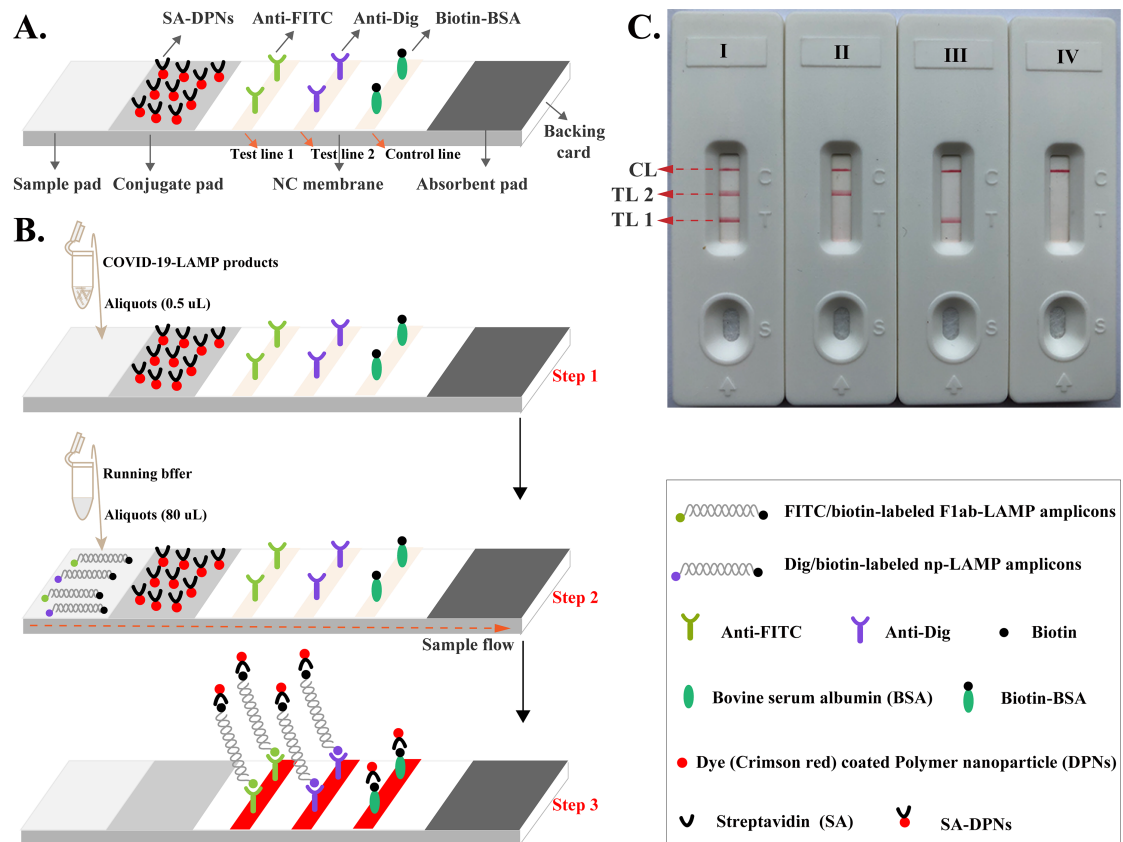 A.
SA-DPNs
Anti-FITC
Anti-Dig
Biotin-BSA
Test line 1
Test line 2
Control line
Backing
card
Sample pad
Conjugate pad
NC membrane
Absorbent pad
B.
COVID-19-LAMP products
Aliquots (0.5 uL)
Step 1
Running bffer
Aliquots (80 uL)
Step 2
Sample flow
Step 3
C.
I
II
III
IV
CL
TL 2
TL 1
C
T
S
C
T
S
C
T
S
C
T
S
FITC/biotin-labeled F1ab-LAMP amplicons
Dig/biotin-labeled np-LAMP amplicons
Anti-FITC
Anti-Dig
Biotin
Bovine serum albumin (BSA)
Biotin-BSA
Dye (Crimson red) coated Polymer nanoparticle (DPNs)
Streptavidin (SA)
SA-DPNs